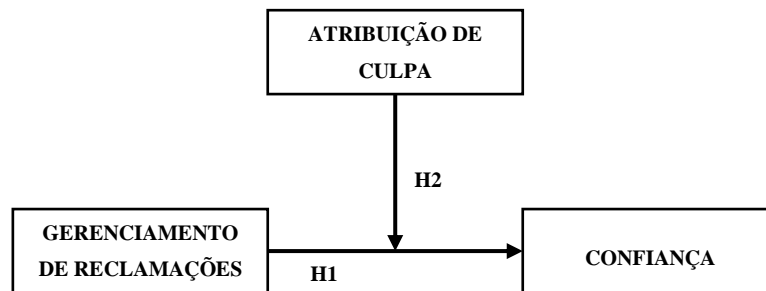 ATRIBUIÇÃO DE
CULPA
H2
GERENCIAMENTO
DE RECLAMAÇÕES
H1
CONFIANÇA